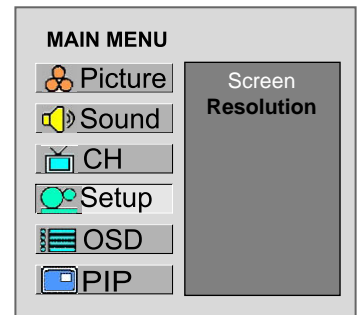 MAIN MENU
Picture
Sound
CH
Setup
OSD
PIP
Screen
Resolution